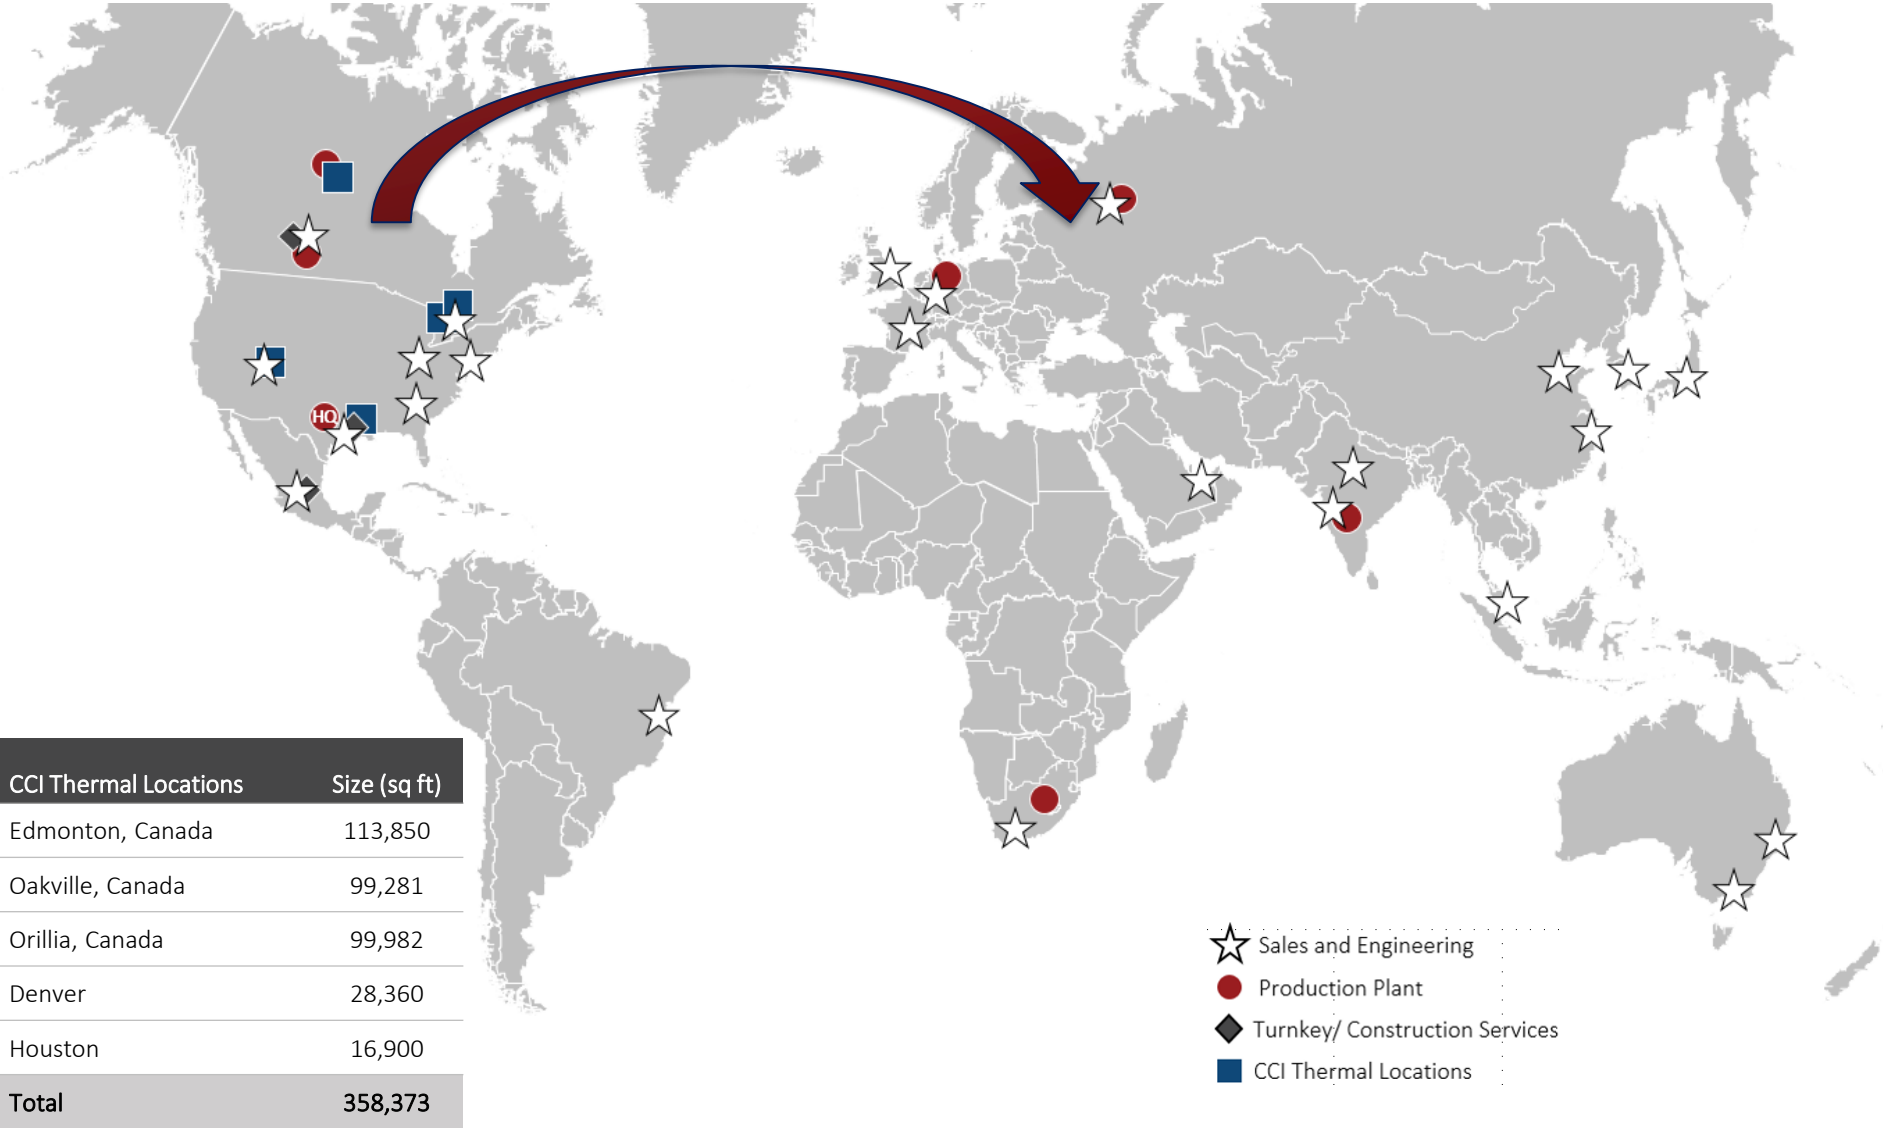 HQ
CCI Thermal Locations Size (sq ft)
Edmonton, Canada 113,850
Oakville, Canada 99,281
Orillia, Canada 99,982
Denver 28,360
Houston 16,900
Total 358,373
Sales and Engineering
Production Plant
Turnkey/ Construction Services
CCI Thermal Locations